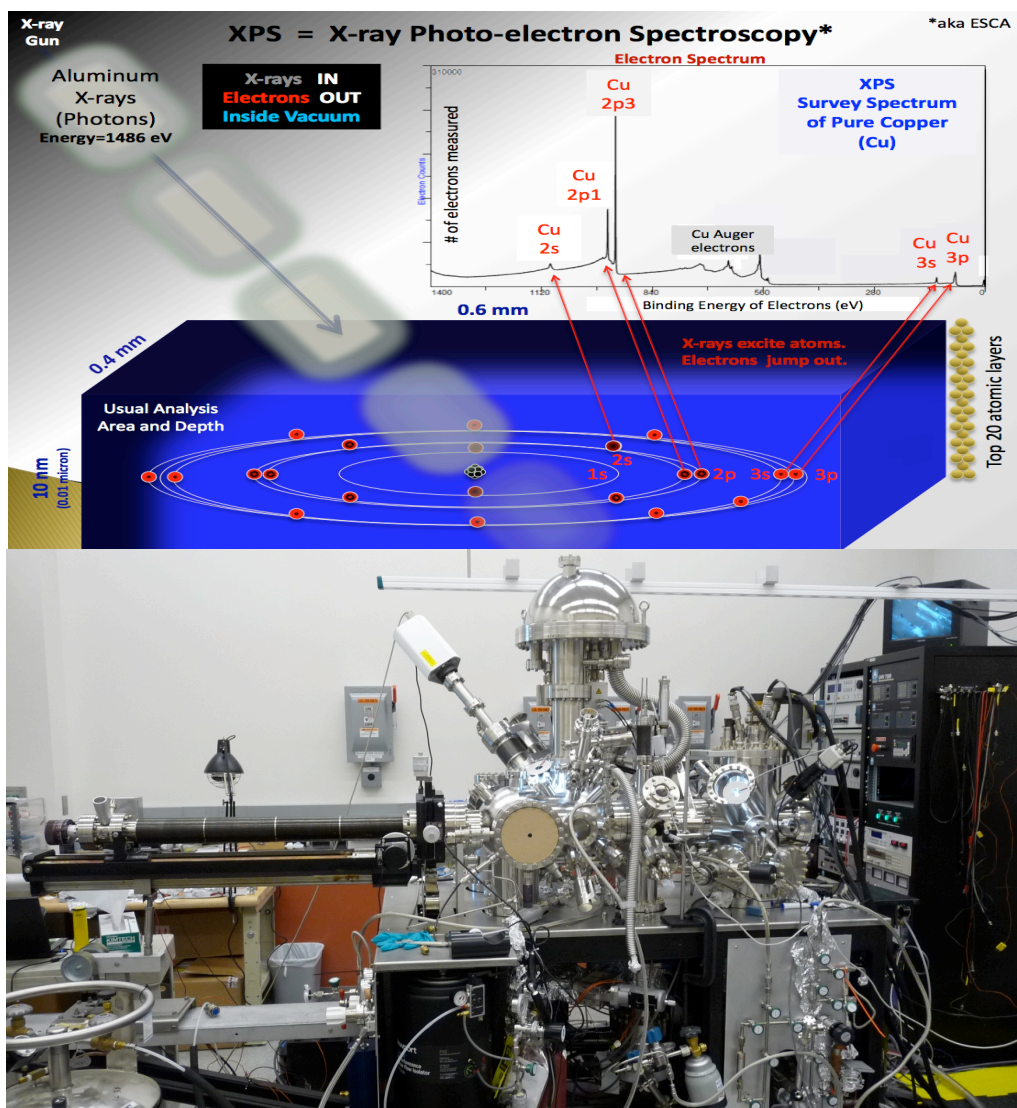 X-ray
Gun
XPS = X-ray Photo-electron Spectroscopy*
*aka ESCA
Aluminum
X-rays
(Photons)
Energy=1486 eV
X-rays IN
Electrons OUT
Inside Vacuum
Electron Spectrum
310000
# of electrons measured
Electron Counts
Cu
2p3
Cu
2p1
Cu
2s
Cu Auger
electrons
XPS
Survey Spectrum
of Pure Copper
(Cu)
Cu
3s
Cu
3p
1400
1120
840
560
280
0
Binding Energy of Electrons (eV)
0.6 mm
0.4 mm
X-rays excite atoms.
Electrons jump out.
Usual Analysis
Area and Depth
10 nm
(0.01 micron)
1s
2s
2p
3s
3p
Top 20 atomic layers
KIMTECH